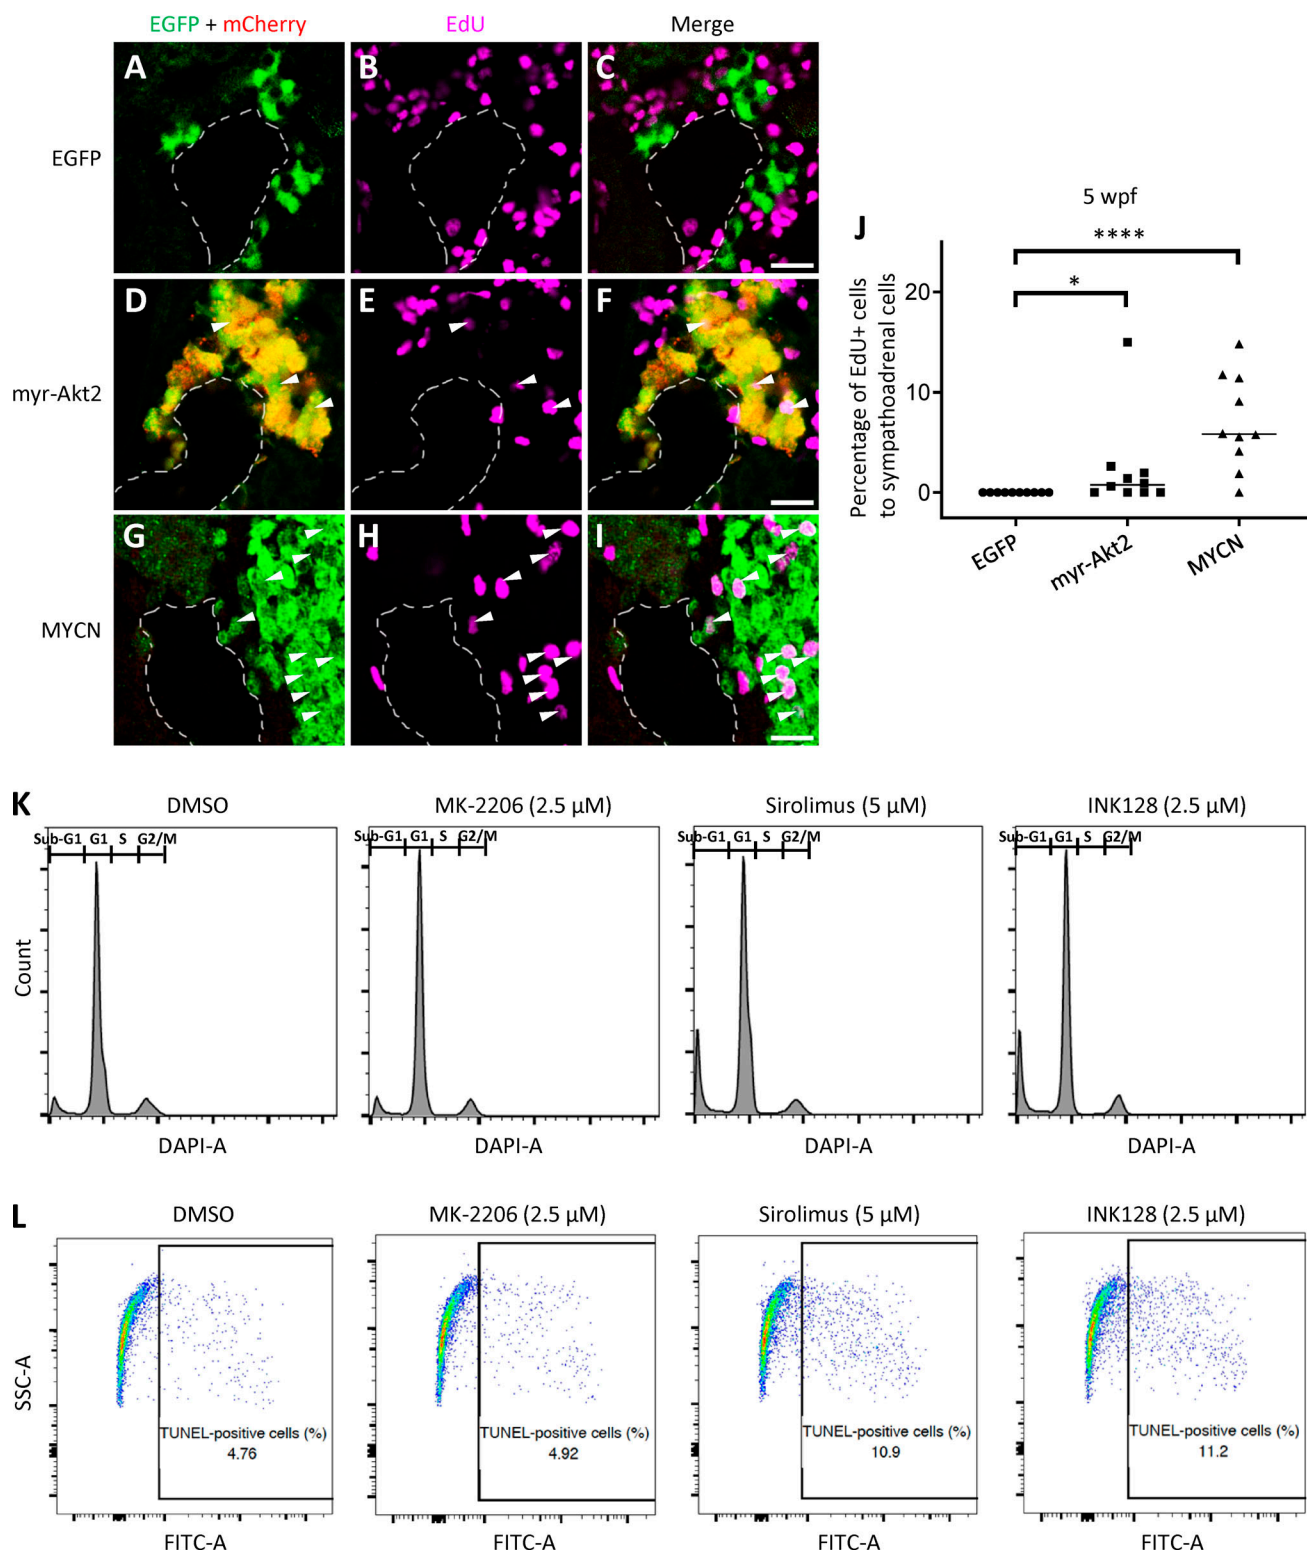 EGFP + mCherry EdU Merge
A B C
EGFP
D E F
myr-Akt2
G H I
MYCN
J
5 wpf
****
*
Percentage of EdU+ cells
to sympathoadrenal cells
20
10
0
EGFP myr-Akt2 MYCN
K
DMSO MK-2206 (2.5 µM) Sirolimus (5 µM) INK128 (2.5 µM)
Sub-G1 G1 S G2/M Sub-G1 G1 S G2/M Sub-G1 G1 S G2/M Sub-G1 G1 S G2/M
Count
DAPI-A DAPI-A DAPI-A DAPI-A
L
DMSO MK-2206 (2.5 µM) Sirolimus (5 µM) INK128 (2.5 µM)
SSC-A
TUNEL-positive cells (%) TUNEL-positive cells (%) TUNEL-positive cells (%) TUNEL-positive cells (%)
4.76 4.92 10.9 11.2
FITC-A FITC-A FITC-A FITC-A